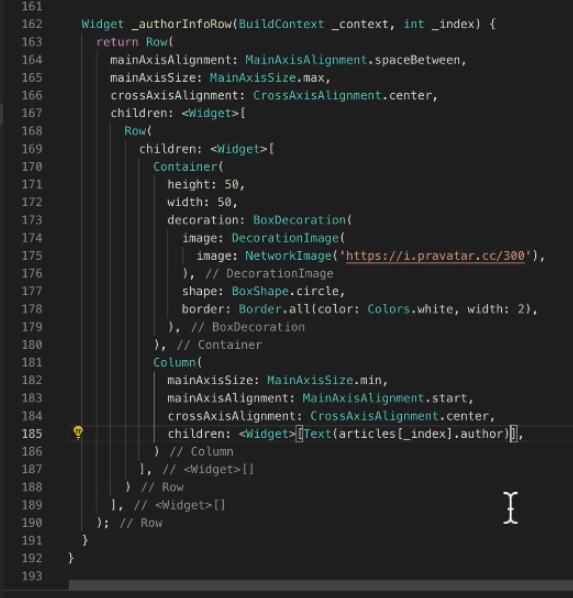 161
162 Widget _authorInfoRow(BuildContext _context, int _index) {
163 return Row(
164 mainAxisAlignment: MainAxisAlignment.spaceBetween,
165 mainAxisSize: MainAxisSize.max,
166 crossAxisAlignment: CrossAxisAlignment.center,
167 children: <Widget>[
168 Row(
169 children: <Widget>[
170 Container(
171 height: 50,
172 width: 50,
173 decoration: BoxDecoration(
174 image: DecorationImage(
175 image: NetworkImage('https://i.pravatar.cc/300'),
176 ), // DecorationImage
177 shape: BoxShape.circle,
178 border: Border.all(color: Colors.white, width: 2),
179 ), // BoxDecoration
180 ), // Container
181 Column(
182 mainAxisSize: MainAxisSize.min,
183 mainAxisAlignment: MainAxisAlignment.start,
184 crossAxisAlignment: CrossAxisAlignment.center,
185 children: <Widget>[Text(articles[_index].author)],
186 ) // Column
187 ], // <Widget>[]
188 ) // Row
189 ], // <Widget>[]
190 ); // Row
191 }
192 }
193